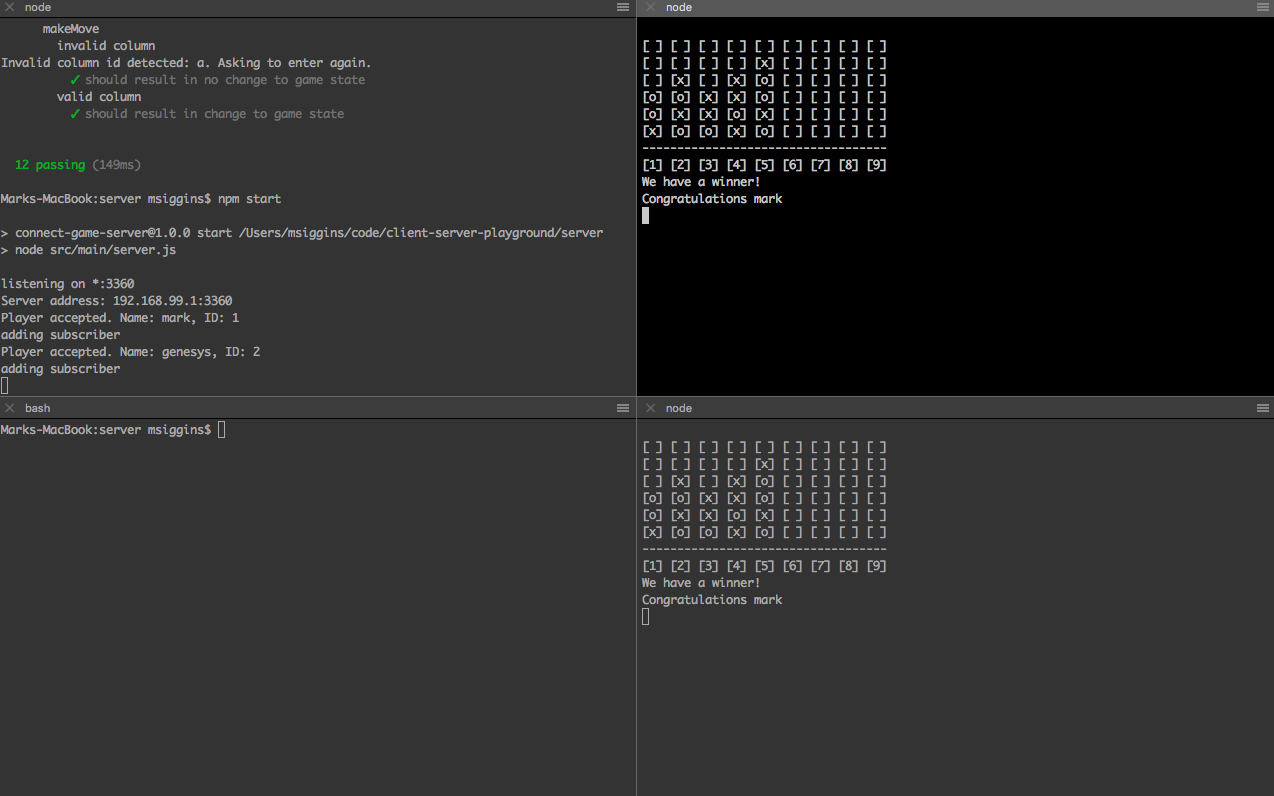 node
makeMove
invalid column
Invalid column id detected: a. Asking to enter again.
✓ should result in no change to game state
valid column
✓ should result in change to game state
12 passing (149ms)
Marks-MacBook:server msiggins$ npm start
> connect-game-server@1.0.0 start /Users/msiggins/code/client-server-playground/server
> node src/main/server.js
listening on *:3360
Server address: 192.168.99.1:3360
Player accepted. Name: mark, ID: 1
adding subscriber
Player accepted. Name: genesys, ID: 2
adding subscriber
node
[ ] [ ] [ ] [ ] [ ] [ ] [ ] [ ] [ ]
[ ] [ ] [ ] [ ] [x] [ ] [ ] [ ] [ ]
[ ] [x] [ ] [x] [o] [ ] [ ] [ ] [ ]
[o] [o] [x] [x] [o] [ ] [ ] [ ] [ ]
[o] [x] [x] [o] [x] [ ] [ ] [ ] [ ]
[x] [o] [o] [x] [o] [ ] [ ] [ ] [ ]
-----------------------------------
[1] [2] [3] [4] [5] [6] [7] [8] [9]
We have a winner!
Congratulations mark
bash
Marks-MacBook:server msiggins$
node
[ ] [ ] [ ] [ ] [ ] [ ] [ ] [ ] [ ]
[ ] [ ] [ ] [ ] [x] [ ] [ ] [ ] [ ]
[ ] [x] [ ] [x] [o] [ ] [ ] [ ] [ ]
[o] [o] [x] [x] [o] [ ] [ ] [ ] [ ]
[o] [x] [x] [o] [x] [ ] [ ] [ ] [ ]
[x] [o] [o] [x] [o] [ ] [ ] [ ] [ ]
-----------------------------------
[1] [2] [3] [4] [5] [6] [7] [8] [9]
We have a winner!
Congratulations mark